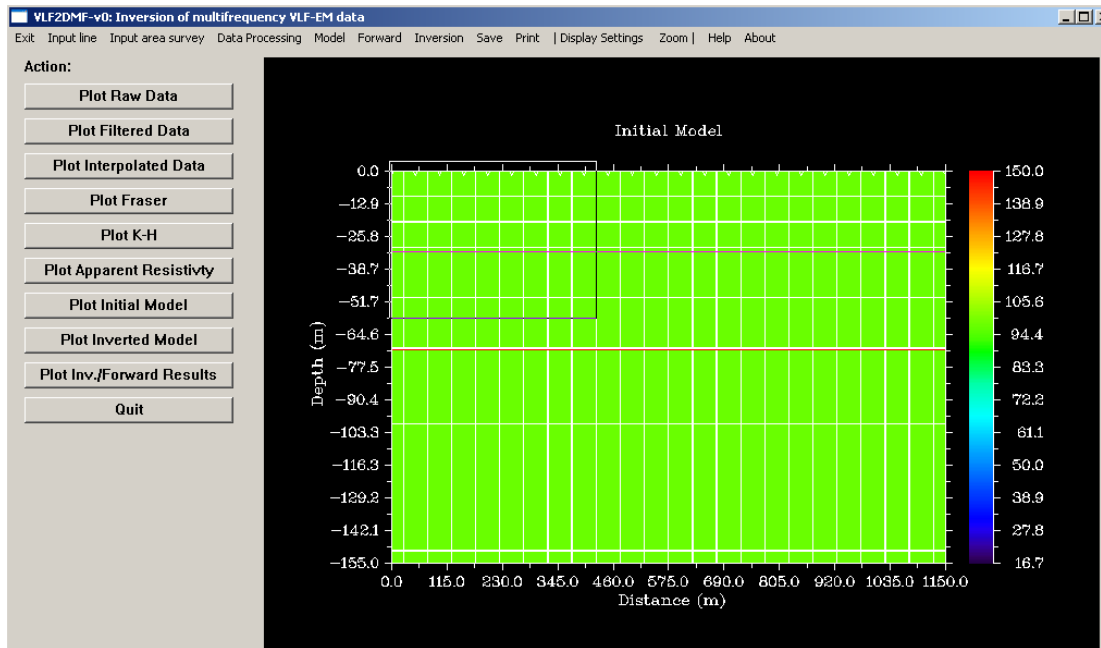 VLF2DMF-v0: Inversion of multifrequency VLF-EM data
Exit Input line Input area survey Data Processing Model Forward Inversion Save Print | Display Settings Zoom | Help About
Action:
Plot Raw Data
Plot Filtered Data
Plot Interpolated Data
Plot Fraser
Plot K-H
Plot Apparent Resistivty
Plot Initial Model
Plot Inverted Model
Plot Inv./Forward Results
Quit
Initial Model
0.0
-12.9
-25.8
-38.7
-51.7
-64.6
-77.5
-90.4
-103.3
-116.3
-129.2
-142.1
-155.0
Depth (m)
0.0 115.0 230.0 345.0 460.0 575.0 690.0 805.0 920.0 1035.0 1150.0
Distance (m)
150.0
138.9
127.8
116.7
105.6
94.4
83.3
72.2
61.1
50.0
38.9
27.8
16.7